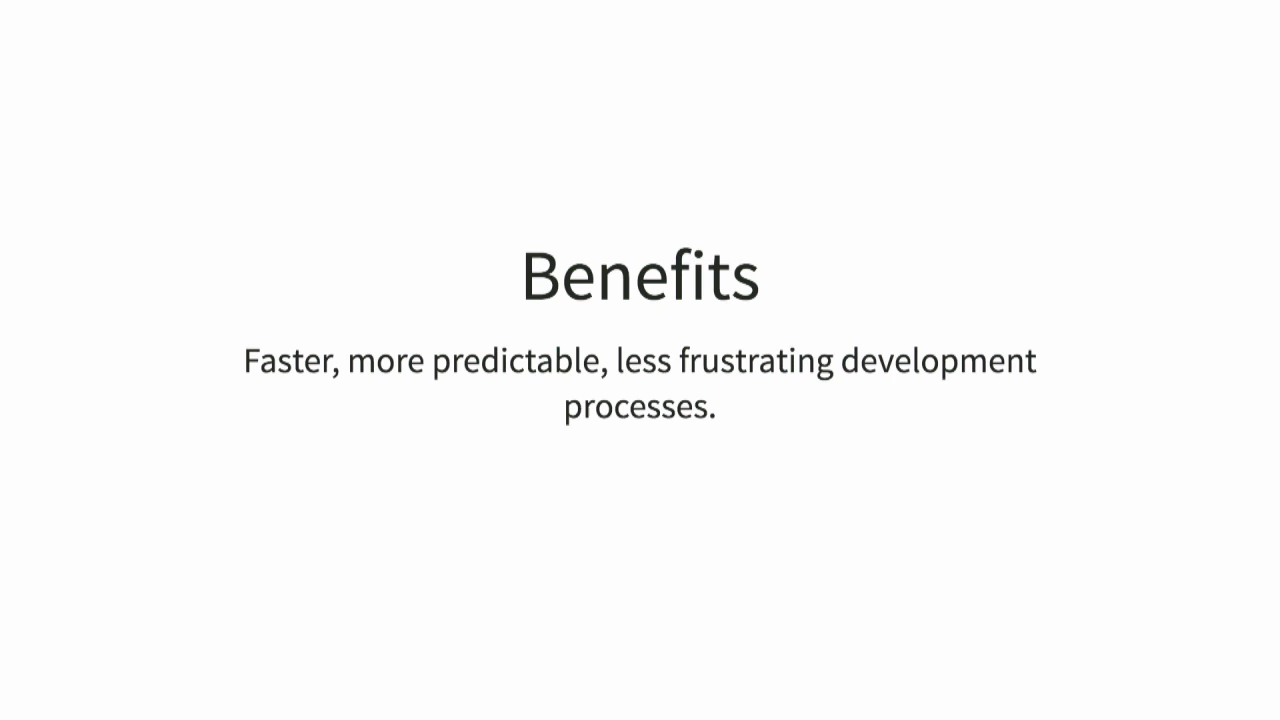 Benefits
Faster, more predictable, less frustrating development
processes.